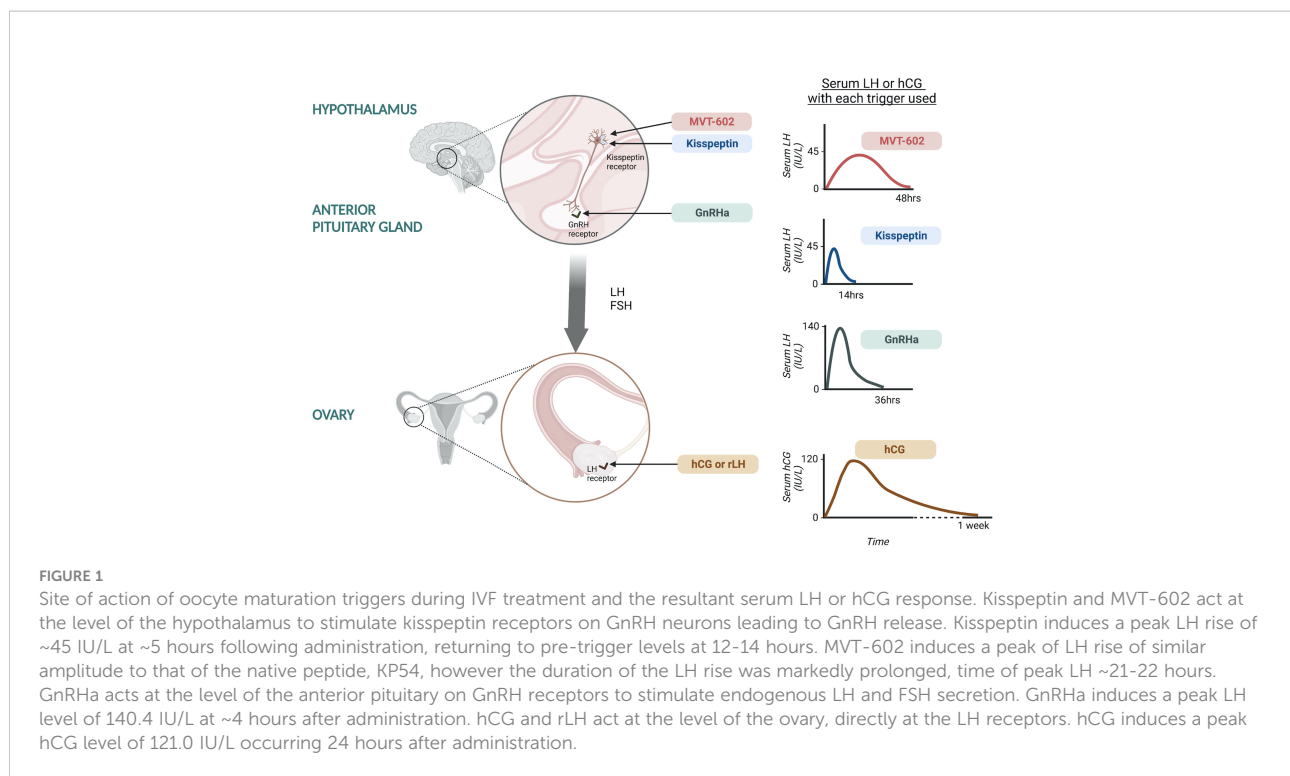 HYPOTHALAMUS
ANTERIOR
PITUITARY GLAND
OVARY
MVT-602
Kisspeptin
Kisspeptin
receptor
GnRHa
GnRH
receptor
LH
FSH
hCG or rLH
LH
receptor
Serum LH or hCG
with each trigger used
MVT-602
Serum LH
(IU/L)
45
0
48hrs
Kisspeptin
Serum LH
(IU/L)
45
0
14hrs
GnRHa
Serum LH
(IU/L)
140
0
36hrs
hCG
Serum hCG
(IU/L)
120
0
1 week
Time
FIGURE 1
Site of action of oocyte maturation triggers during IVF treatment and the resultant serum LH or hCG response. Kisspeptin and MVT-602 act at
the level of the hypothalamus to stimulate kisspeptin receptors on GnRH neurons leading to GnRH release. Kisspeptin induces a peak LH rise of
~45 IU/L at ~5 hours following administration, returning to pre-trigger levels at 12-14 hours. MVT-602 induces a peak of LH rise of similar
amplitude to that of the native peptide, KP54, however the duration of the LH rise was markedly prolonged, time of peak LH ~21-22 hours.
GnRHa acts at the level of the anterior pituitary on GnRH receptors to stimulate endogenous LH and FSH secretion. GnRHa induces a peak LH
level of 140.4 IU/L at ~4 hours after administration. hCG and rLH act at the level of the ovary, directly at the LH receptors. hCG induces a peak
hCG level of 121.0 IU/L occurring 24 hours after administration.